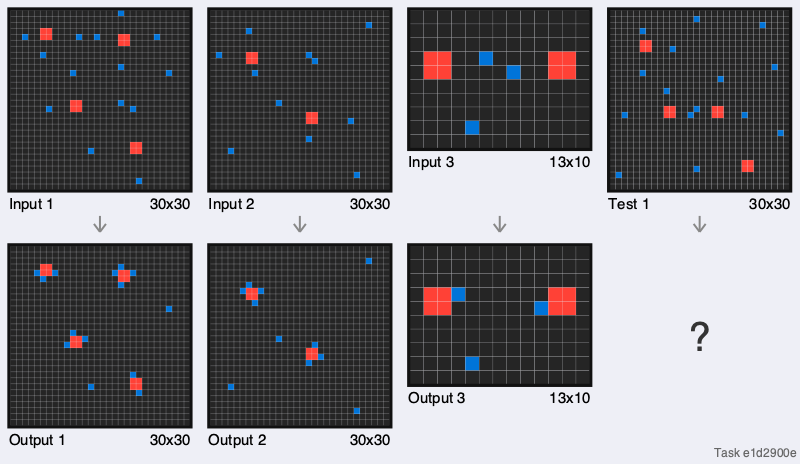 Input 1 30x30
Input 2 30x30
Input 3 13x10
Test 1 30x30
Output 1 30x30
Output 2 30x30
Output 3 13x10
?
Task e1d2900e